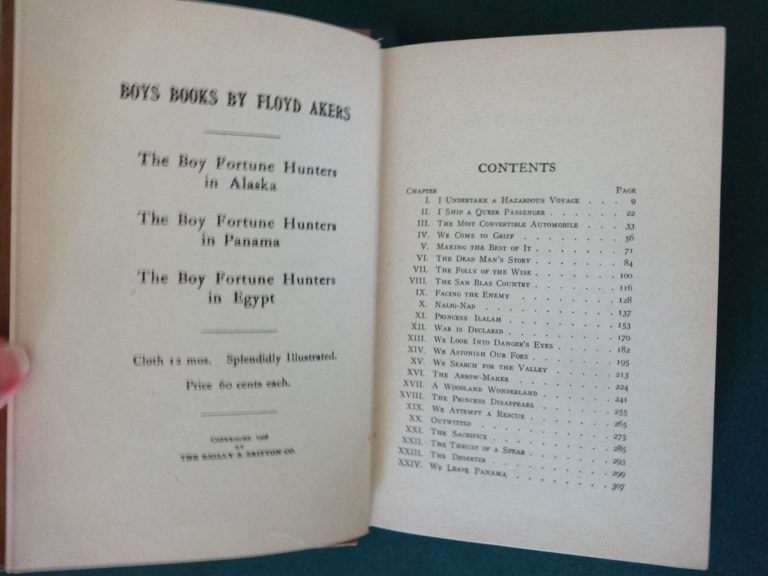 BOYS BOOKS BY FLOYD AKERS
The Boy Fortune Hunters
in Alaska
The Boy Fortune Hunters
in Panama
The Boy Fortune Hunters
in Egypt
Cloth 12 mos. Splendidly Illustrated.
Price 60 cents each.
COPYRIGHT 1908
BY
THE REILLY & BRITTON CO.
CONTENTS
CHAPTER PAGE
I. I UNDERTAKE A HAZARDOUS VOYAGE . . . 9
II. I SHIP A QUEER PASSENGER . . . . . . . 22
III. THE MOIT CONVERTIBLE AUTOMOBILE . . . . 33
IV. WE COME TO GRIEF . . . . . . . . 56
V. MAKING THE BEST OF IT . . . . . . . 71
VI. THE DEAD MAN'S STORY . . . . . . . 84
VII. THE FOLLY OF THE WISE . . . . . . . 100
VIII. THE SAN BLAS COUNTRY . . . . . . . 116
IX. FACING THE ENEMY . . . . . . . . 128
X. NALIG-NAD . . . . . . . . . . 137
XI. PRINCESS ILALAH . . . . . . . . . 153
XII. WAR IS DECLARED . . . . . . . . . 170
XIII. WE LOOK INTO DANGER'S EYES . . . . . 182
XIV. WE ASTONISH OUR FOES . . . . . . . 195
XV. WE SEARCH FOR THE VALLEY . . . . . . 213
XVI. THE ARROW-MAKER . . . . . . . . 224
XVII. A WOODLAND WONDERLAND . . . . . . 241
XVIII. THE PRINCESS DISAPPEARS . . . . . . 255
XIX. WE ATTEMPT A RESCUE . . . . . . . 265
XX. OUTWITTED . . . . . . . . . . 275
XXI. THE SACRIFICE . . . . . . . . . 285
XXII. THE THRUST OF A SPEAR . . . . . . . 293
XXIII. THE DESERTER . . . . . . . . . 299
XXIV. WE LEAVE PANAMA . . . . . . . . 307